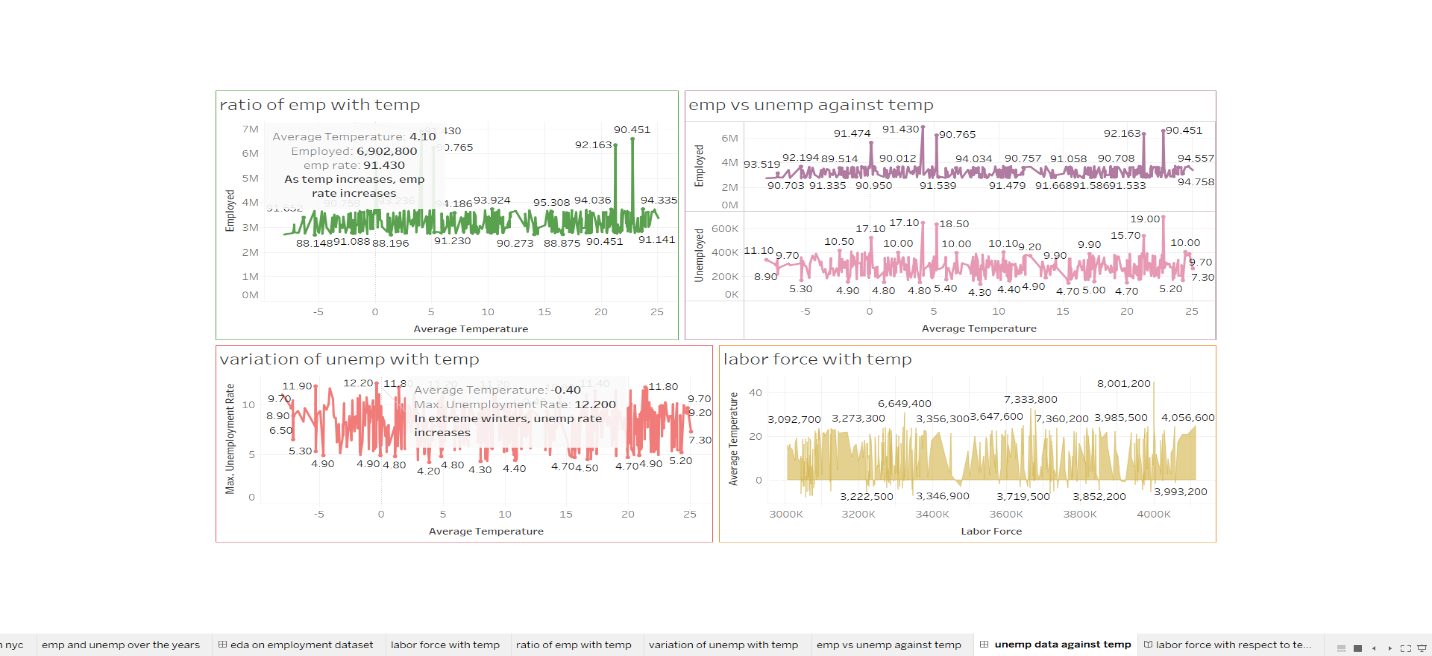 ratio of emp with temp
7M
6M
5M
4M
3M
2M
1M
0M
Employed
Average Temperature: 4.10
Employed: 6,902,800
emp rate: 91.430
As temp increases, emp
rate increases
92.163
90.451
94.186
93.924
95.308
94.036
94.335
88.148
91.088
88.196
91.230
90.273
88.875
90.451
91.141
-5
0
5
10
15
20
25
Average Temperature
emp vs unemp against temp
Employed
6M
4M
2M
0M
91.474
91.430
90.765
92.163
90.451
93.519
92.194
89.514
90.012
94.034
90.757
91.058
90.708
94.557
90.703
91.335
90.950
91.539
91.479
91.668
91.586
91.533
94.758
Unemployed
600K
400K
200K
0K
17.10
17.10
18.50
15.70
19.00
11.10
9.70
10.50
10.00
10.00
10.10
9.20
9.90
9.90
10.00
9.70
8.90
5.30
4.90
4.80
4.80
5.40
4.30
4.40
4.90
4.70
5.00
4.70
5.20
7.30
-5
0
5
10
15
20
25
Average Temperature
variation of unemp with temp
Max. Unemployment Rate
10
5
0
11.90
12.20
11.8
Average Temperature: -0.40
Max. Unemployment Rate: 12.200
In extreme winters, unemp rate
increases
11.80
9.70
9.70
8.90
9.20
6.50
7.30
5.30
4.90
4.90
4.80
4.20
4.80
4.30
4.40
4.70
4.50
4.70
4.90
5.20
-5
0
5
10
15
20
25
Average Temperature
labor force with temp
Average Temperature
40
20
0
8,001,200
6,649,400
7,333,800
3,092,700
3,273,300
3,356,300
3,647,600
7,360,200
3,985,500
4,056,600
3,222,500
3,346,900
3,719,500
3,852,200
3,993,200
3000K
3200K
3400K
3600K
3800K
4000K
Labor Force
nyc
emp and unemp over the years
eda on employment dataset
labor force with temp
ratio of emp with temp
variation of unemp with temp
emp vs unemp against temp
unemp data against temp
labor force with respect to te...